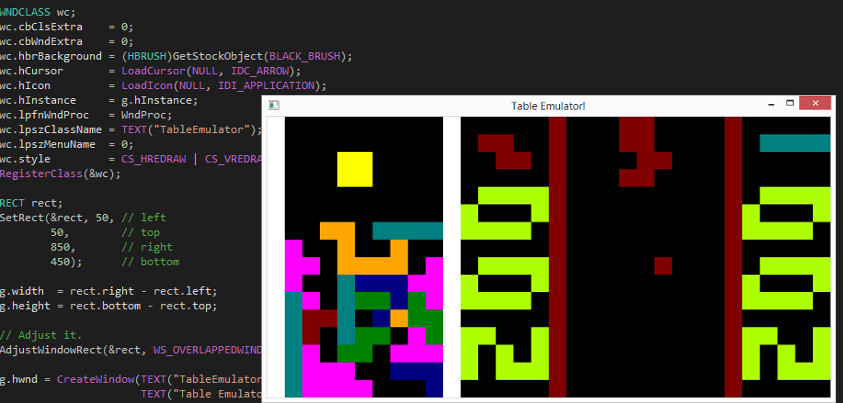 WNDCLASS wc;
wc.cbClsExtra    = 0;
wc.cbWndExtra    = 0;
wc.hbrBackground = (HBRUSH)GetStockObject(BLACK_BRUSH);
wc.hCursor       = LoadCursor(NULL, IDC_ARROW);
wc.hIcon         = LoadIcon(NULL, IDI_APPLICATION);
wc.hInstance     = g.hInstance;
wc.lpfnWndProc   = WndProc;
wc.lpszClassName = TEXT("TableEmulator");
wc.lpszMenuName  = 0;
wc.style         = CS_HREDRAW | CS_VREDRA
RegisterClass(&wc);
RECT rect;
SetRect(&rect, 50, // left
50,         // top
850,        // right
450);       // bottom
g.width  = rect.right - rect.left;
g.height = rect.bottom - rect.top;
// Adjust it.
AdjustWindowRect(&rect, WS_OVERLAPPEDWIND
g.hwnd = CreateWindow(TEXT("TableEmulator
TEXT("Table Emulato
Table Emulator!